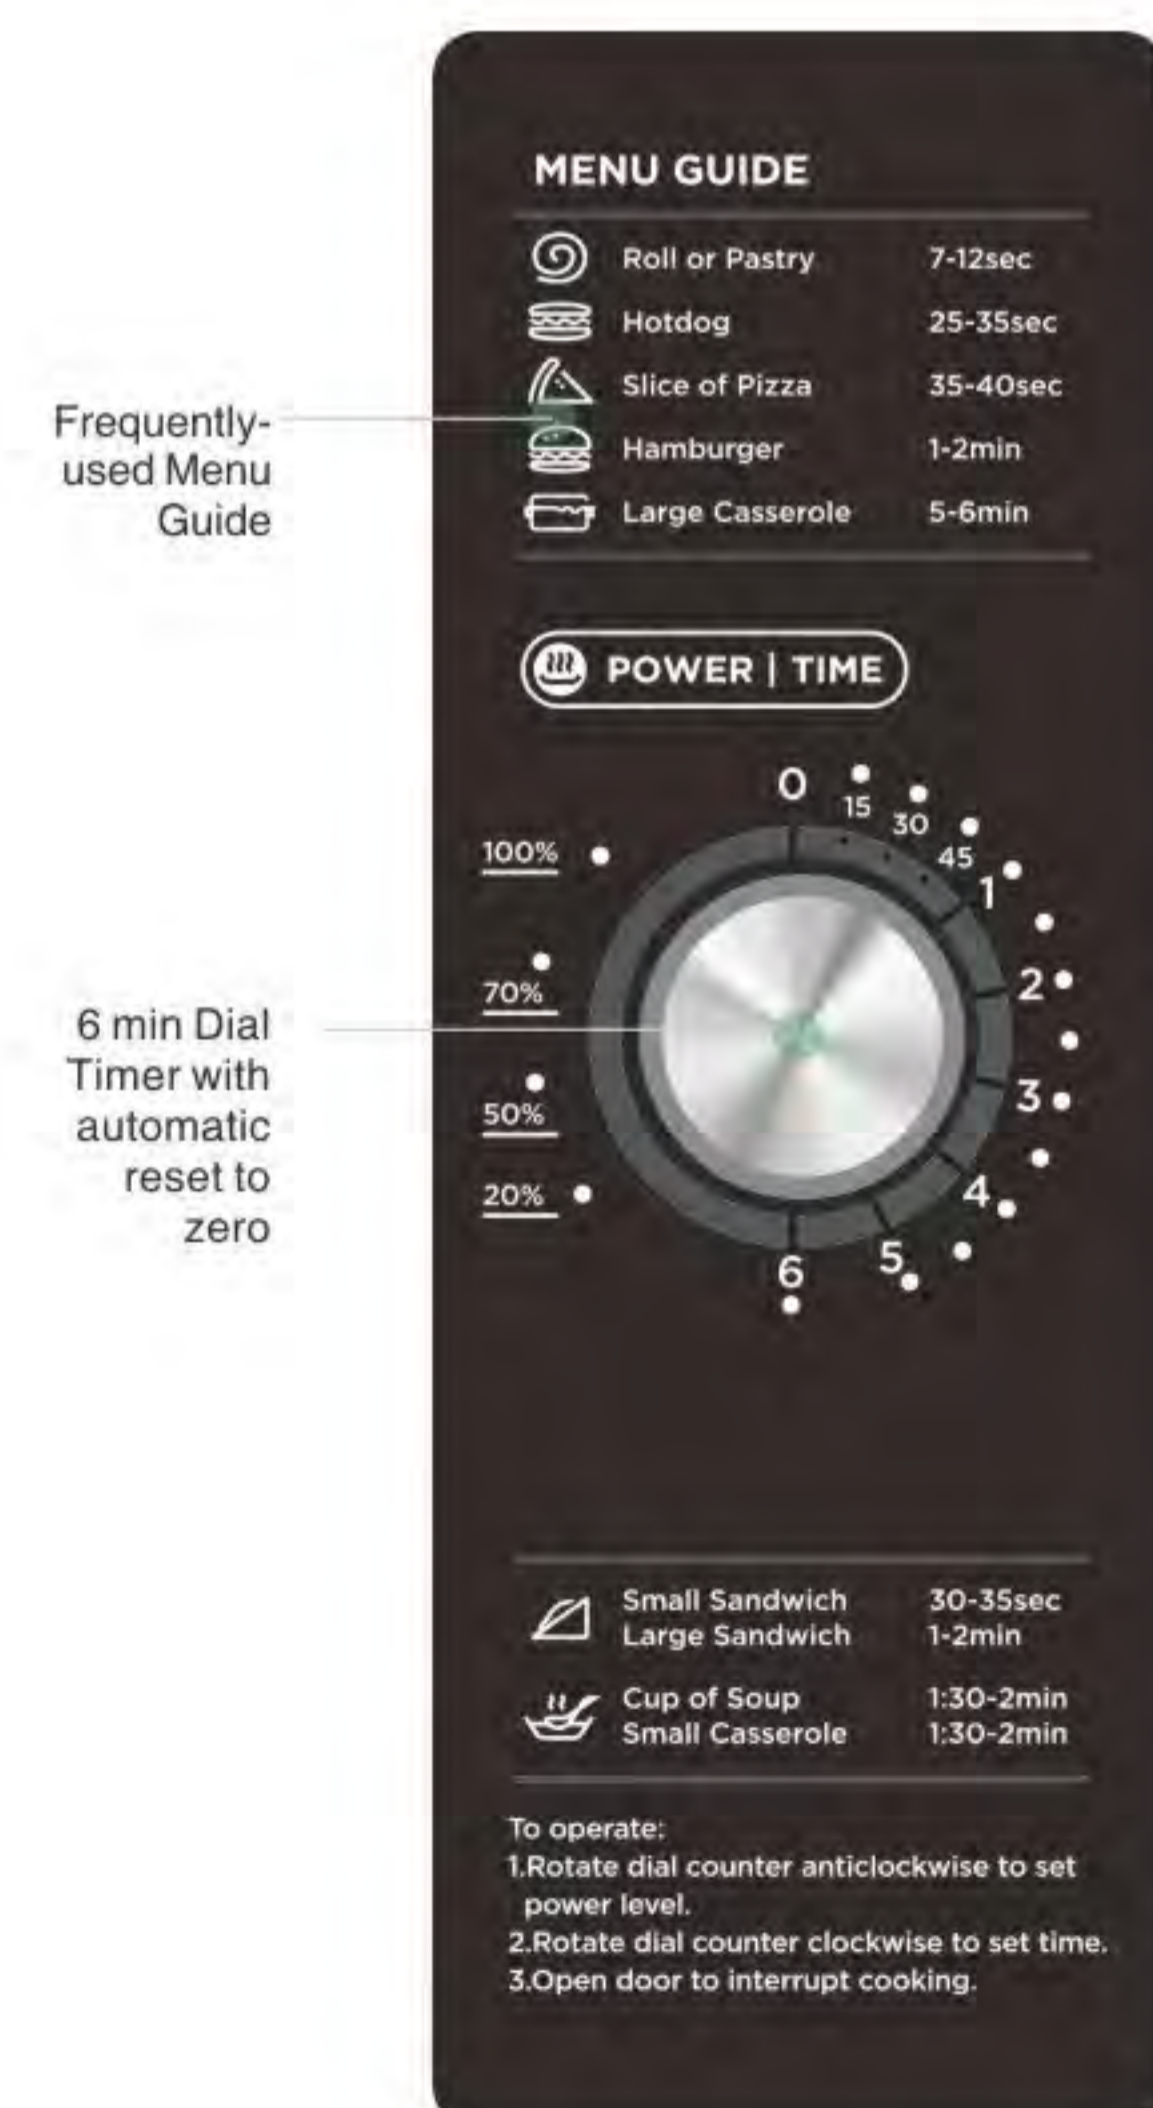 MENU GUIDE
Roll or Pastry 7-12sec
Hotdog 25-35sec
Slice of Pizza 35-40sec
Hamburger 1-2min
Large Casserole 5-6min
Frequently-
used Menu
Guide
POWER | TIME
0
15
30
45
1
2
3
4
5
6
100%
70%
50%
20%
6 min Dial
Timer with
automatic
reset to
zero
Small Sandwich 30-35sec
Large Sandwich 1-2min
Cup of Soup 1:30-2min
Small Casserole 1:30-2min
To operate:
1.Rotate dial counter anticlockwise to set
power level.
2.Rotate dial counter clockwise to set time.
3.Open door to interrupt cooking.